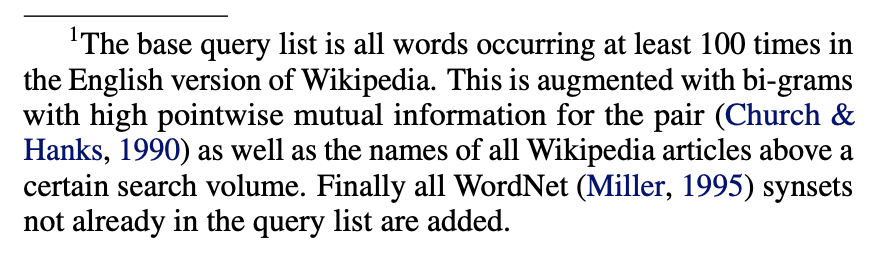 ¹The base query list is all words occurring at least 100 times in
the English version of Wikipedia. This is augmented with bi-grams
with high pointwise mutual information for the pair (Church &
Hanks, 1990) as well as the names of all Wikipedia articles above a
certain search volume. Finally all WordNet (Miller, 1995) synsets
not already in the query list are added.